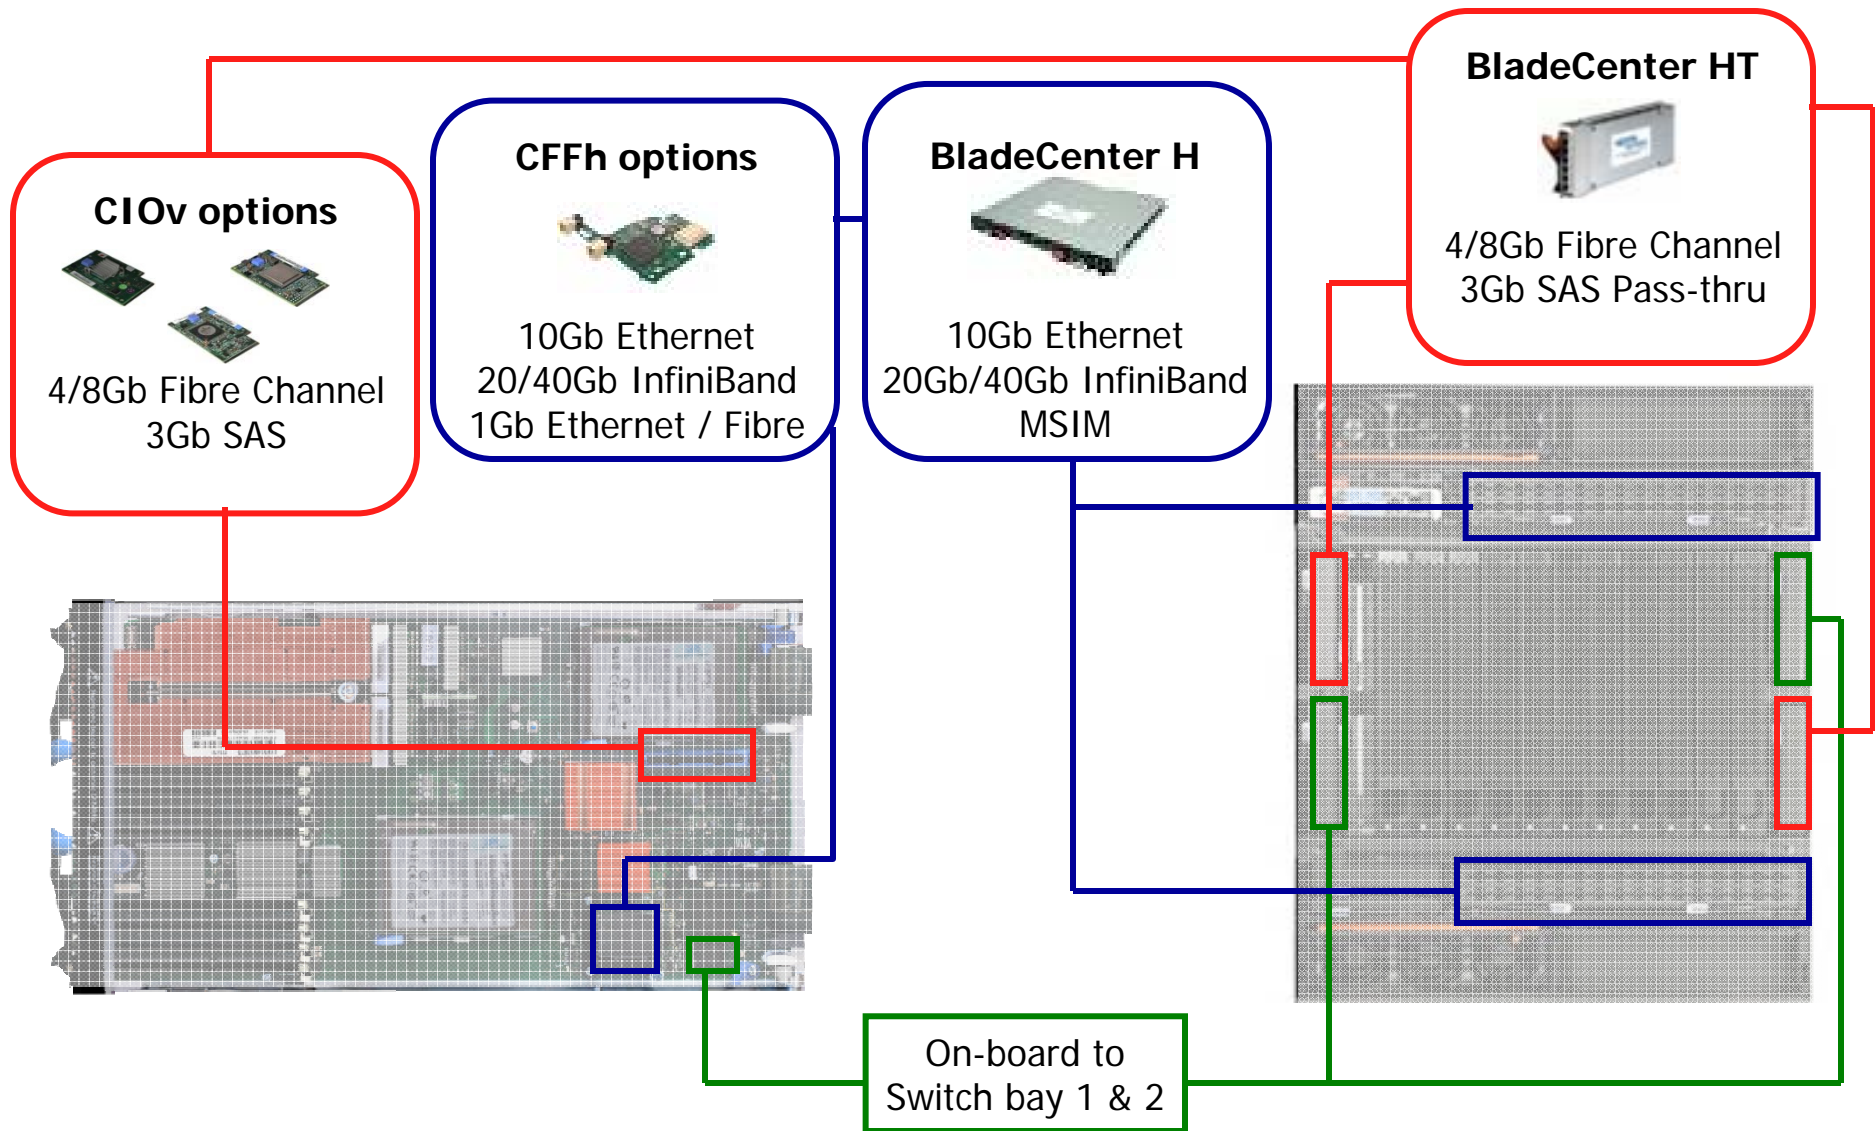 BladeCenter HT
4/8Gb Fibre Channel
3Gb SAS Pass-thru
CFFh options
10Gb Ethernet
20/40Gb InfiniBand
1Gb Ethernet / Fibre
BladeCenter H
10Gb Ethernet
20Gb/40Gb InfiniBand
MSIM
CIOv options
4/8Gb Fibre Channel
3Gb SAS
On-board to
Switch bay 1 & 2